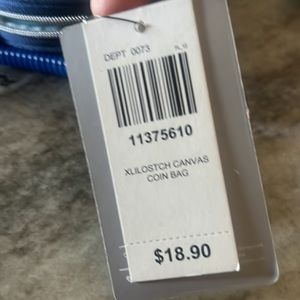 DEPT 0073
11375610
XLILOSTCH CANVAS
COIN BAG
$18.90